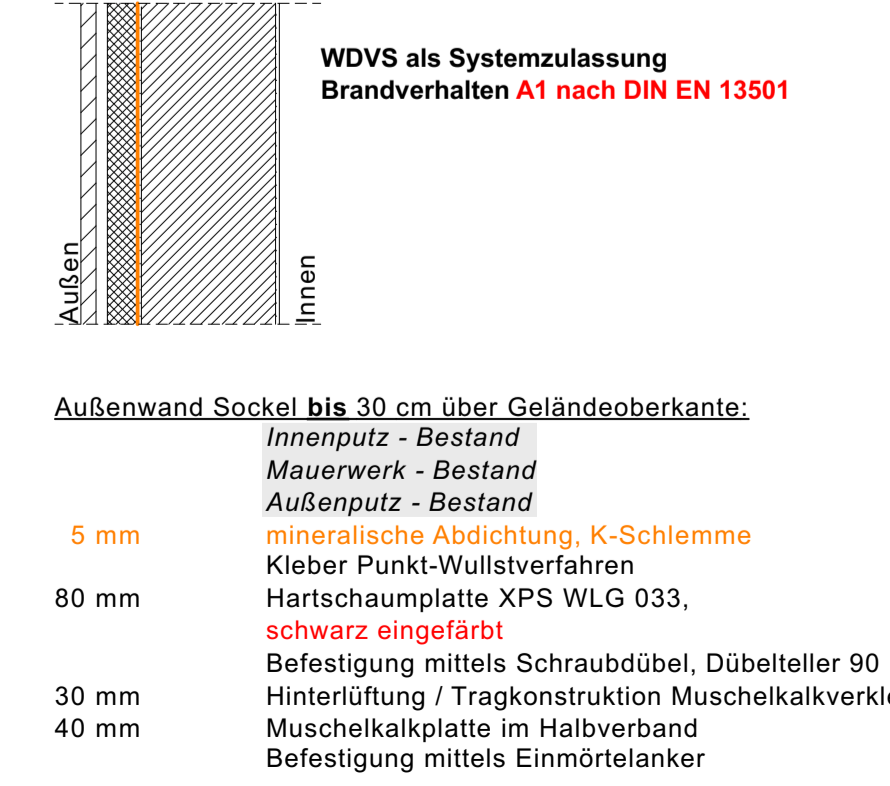 WDVS als Systemzulassung
Brandverhalten A1 nach DIN EN 13501
Außen
Innen
Außenwand Sockel bis 30 cm über Geländeoberkante:
Innenputz - Bestand
Mauerwerk - Bestand
Außenputz - Bestand
5 mm mineralische Abdichtung, K-Schlemme
Kleber Punkt-Wullstverfahren
80 mm Hartschaumplatte XPS WLG 033,
schwarz eingefärbt
Befestigung mittels Schraubdübel, Dübelteller 90
30 mm Hinterlüftung / Tragkonstruktion Muschelkalkverkl
40 mm Muschelkalkplatte im Halbverband
Befestigung mittels Einmörtelanker